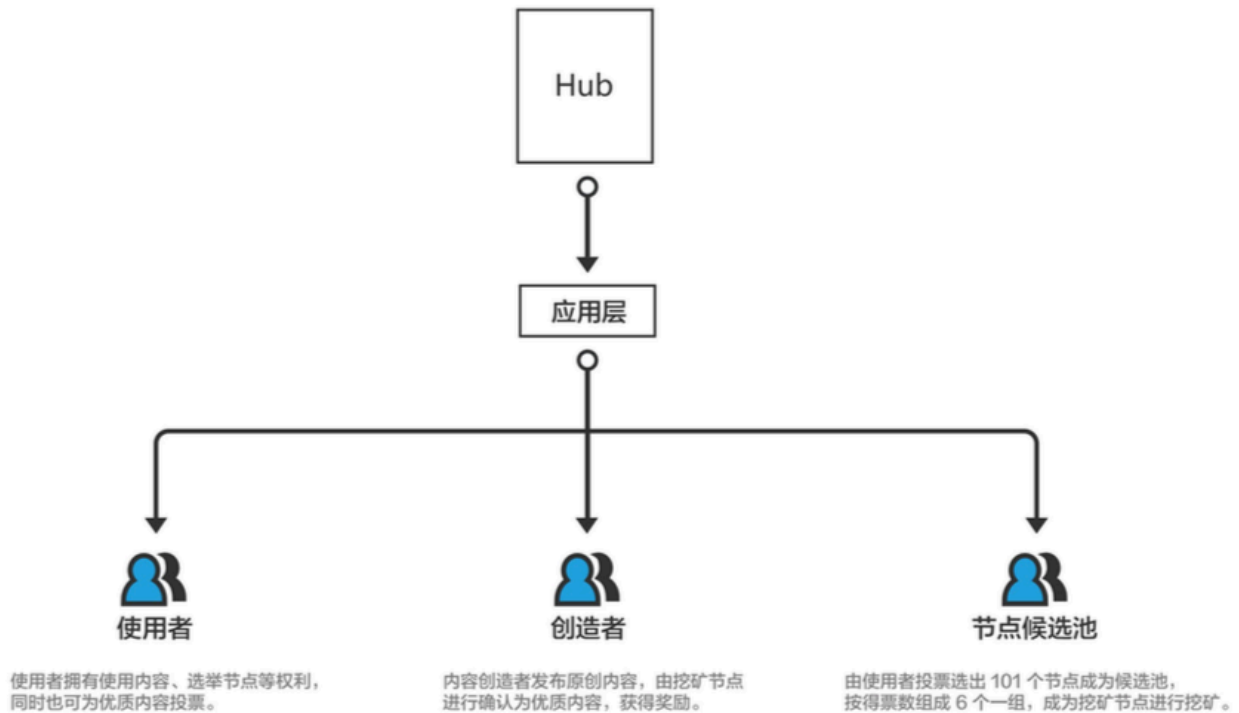 Hub
应用层
使用者
创造者
节点候选池
使用者拥有使用内容、选举节点等权利，
同时也可为优质内容投票。
内容创造者发布原创内容，由挖矿节点
进行确认为优质内容，获得奖励。
由使用者投票选出 101 个节点成为候选池，
按得票数组成 6 个一组，成为挖矿节点进行挖矿。